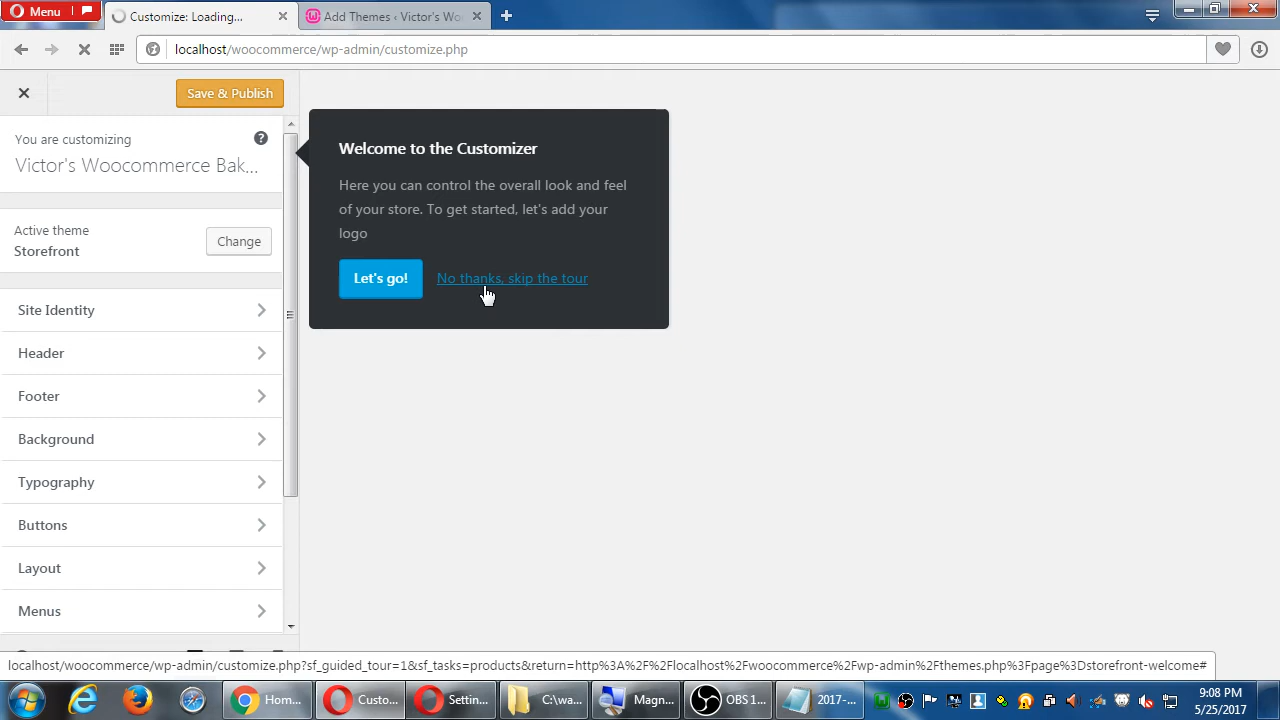 Menu
Customize: Loading...
Add Themes ‹ Victor's Wo
localhost/woocommerce/wp-admin/customize.php
Save & Publish
You are customizing
Victor's Woocommerce Bak...
Active theme
Storefront
Change
Site Identity
Header
Footer
Background
Typography
Buttons
Layout
Menus
Welcome to the Customizer
Here you can control the overall look and feel
of your store. To get started, let's add your
logo
Let's go!
No thanks, skip the tour
localhost/woocommerce/wp-admin/customize.php?sf_guided_tour=1&sf_tasks=products&return=http%3A%2F%2Flocalhost%2Fwoocommerce%2Fwp-admin%2Fthemes.php%3Fpage%3Dstorefront-welcome#
Hom...
Custo...
Settin...
C:\wa...
Magn...
OBS 1...
2017-...
9:08 PM
5/25/2017